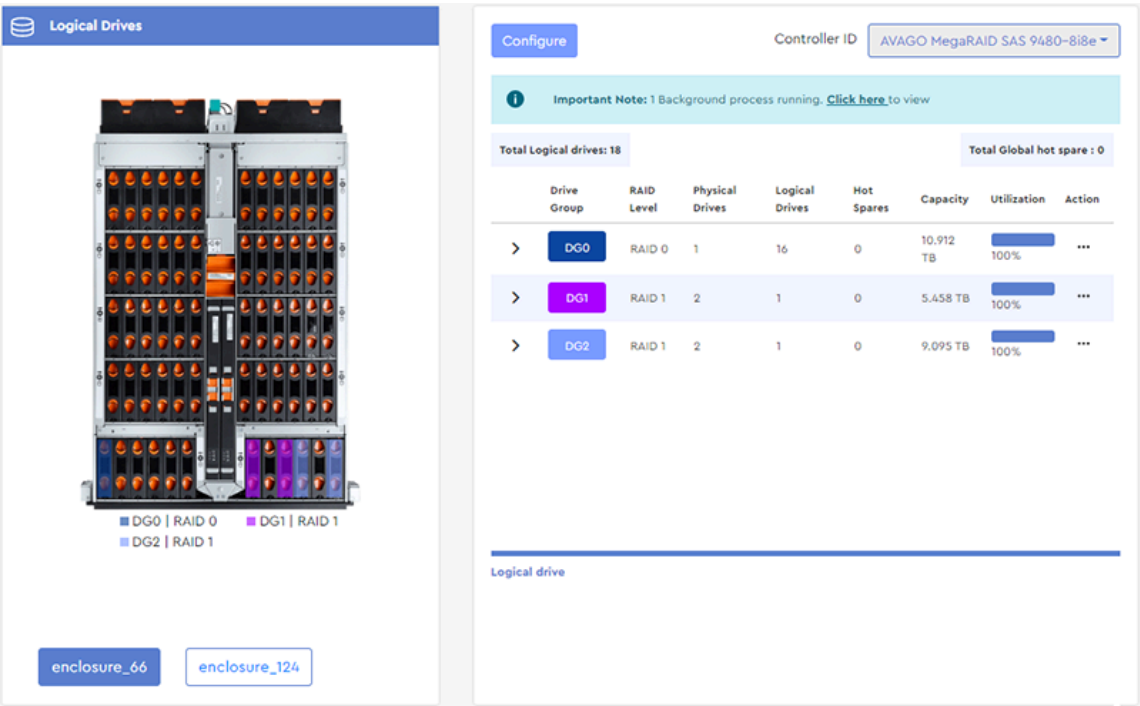 Logical Drives
DG0 | RAID 0 DG1 | RAID 1
DG2 | RAID 1
enclosure_66 enclosure_124
Configure Controller ID AVAGO MegaRAID SAS 9480-8i8e
Important Note: 1 Background process running. Click here to view
Total Logical drives: 18 Total Global hot spare : 0
Drive Group RAID Level Physical Drives Logical Drives Hot Spares Capacity Utilization Action
DG0 RAID 0 1 16 0 10.912 TB 100% ...
DG1 RAID 1 2 1 0 5.458 TB 100% ...
DG2 RAID 1 2 1 0 9.095 TB 100% ...
Logical drive